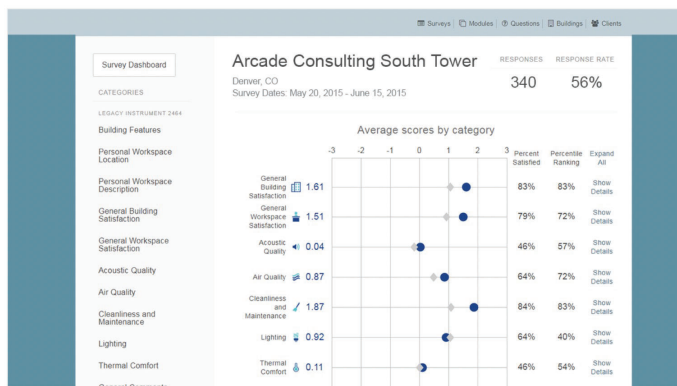 Surveys Modules Questions Buildings Clients
Survey Dashboard
CATEGORIES
LEGACY INSTRUMENT 2464
Building Features
Personal Workspace
Location
Personal Workspace
Description
General Building
Satisfaction
General Workspace
Satisfaction
Acoustic Quality
Air Quality
Cleanliness and
Maintenance
Lighting
Thermal Comfort
General Comments
Arcade Consulting South Tower
Denver, CO
Survey Dates: May 20, 2015 - June 15, 2015
RESPONSES RESPONSE RATE
340 56%
Average scores by category
-3 -2 -1 0 1 2 3
Percent
Satisfied
Percentile
Ranking
Expand
All
General
Building
Satisfaction
1.61 83% 83% Show
Details
General
Workspace
Satisfaction
1.51 79% 72% Show
Details
Acoustic
Quality
0.04 46% 57% Show
Details
Air Quality 0.87 64% 72% Show
Details
Cleanliness
and
Maintenance
1.87 84% 83% Show
Details
Lighting 0.92 64% 40% Show
Details
Thermal
Comfort
0.11 46% 54% Show
Details